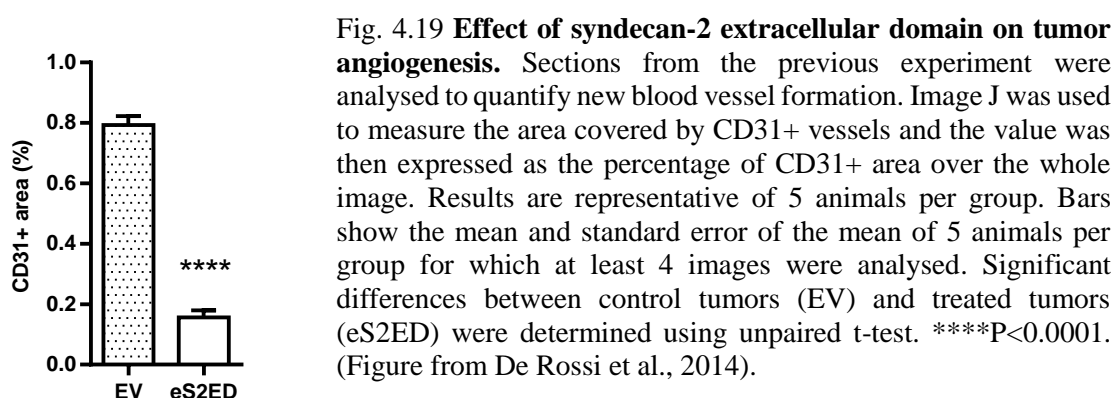 Fig. 4.19 Effect of syndecan-2 extracellular domain on tumor
angiogenesis. Sections from the previous experiment were
analysed to quantify new blood vessel formation. Image J was used
to measure the area covered by CD31+ vessels and the value was
then expressed as the percentage of CD31+ area over the whole
image. Results are representative of 5 animals per group. Bars
show the mean and standard error of the mean of 5 animals per
group for which at least 4 images were analysed. Significant
differences between control tumors (EV) and treated tumors
(eS2ED) were determined using unpaired t-test. ****P<0.0001.
(Figure from De Rossi et al., 2014).
CD31+ area (%)
1.0
0.8
0.6
0.4
0.2
0.0
****
EV eS2ED